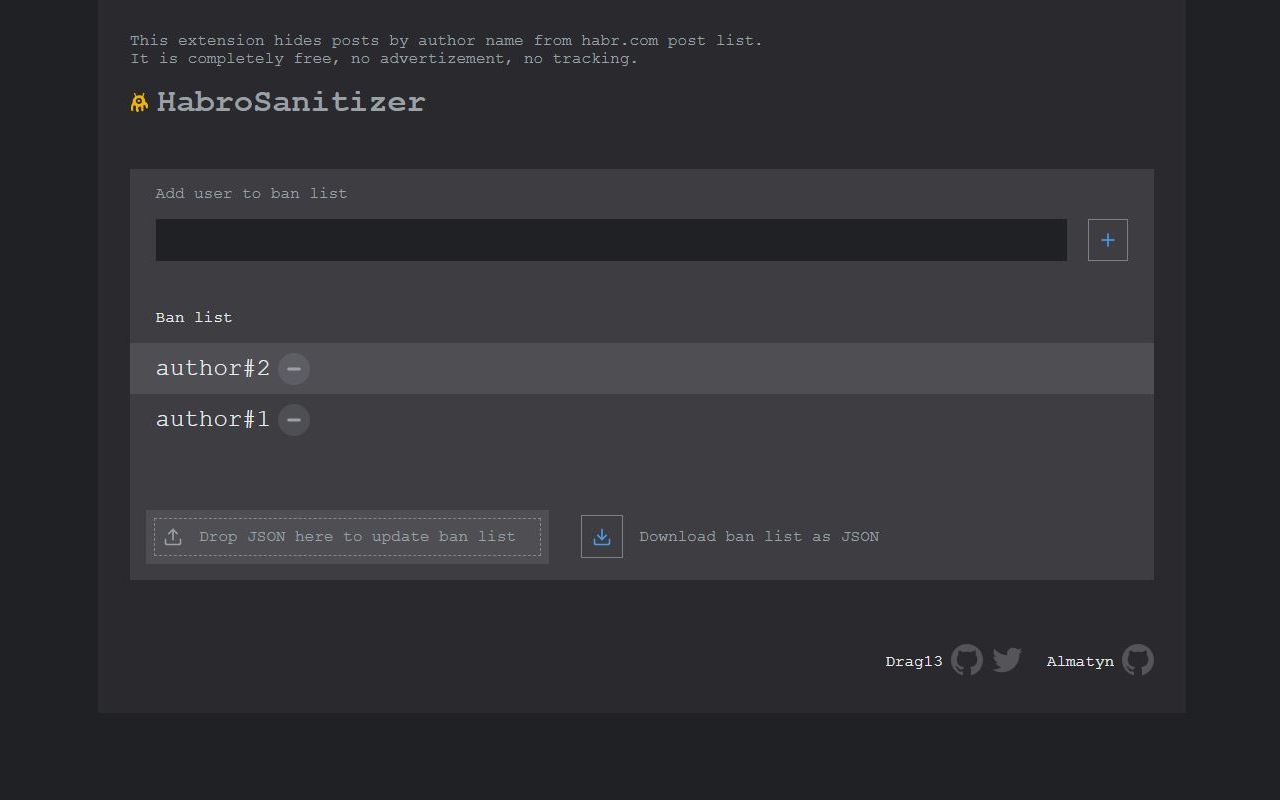 This extension hides posts by author name from habr.com post list.
It is completely free, no advertizement, no tracking.
HabroSanitizer
Add user to ban list
Ban list
author#2
author#1
Drop JSON here to update ban list
Download ban list as JSON
Drag13
Almatyn